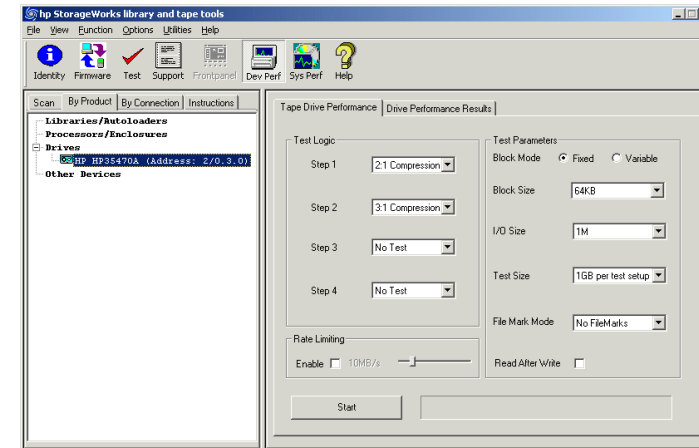 hp StorageWorks library and tape tools
File View Function Options Utilities Help
Identity Firmware Test Support Frontpanel Dev Perf Sys Perf Help
Scan By Product By Connection Instructions
Libraries/Autoloaders
Processors/Enclosures
Drives
HP HP35470A (Address: 2/0.3.0)
Other Devices
Tape Drive Performance Drive Performance Results
Test Logic
Step 1 2:1 Compression
Step 2 3:1 Compression
Step 3 No Test
Step 4 No Test
Rate Limiting
Enable 10MB/s
Start
Test Parameters
Block Mode Fixed Variable
Block Size 64KB
I/O Size 1M
Test Size 1GB per test setup
File Mark Mode No FileMarks
Read After Write